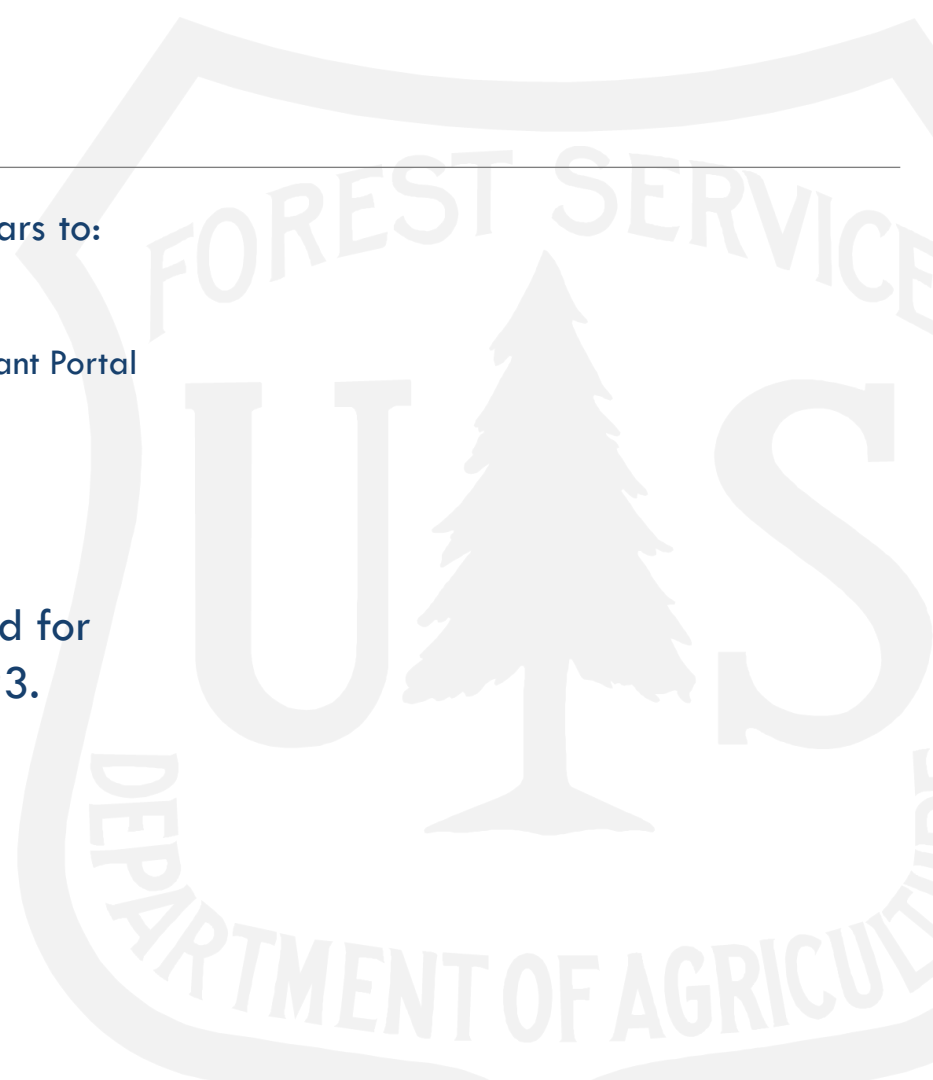 FOREST SERVICE
ars to:
ant Portal
U S
d for
3.
DEPARTMENT OF AGRICULTURE